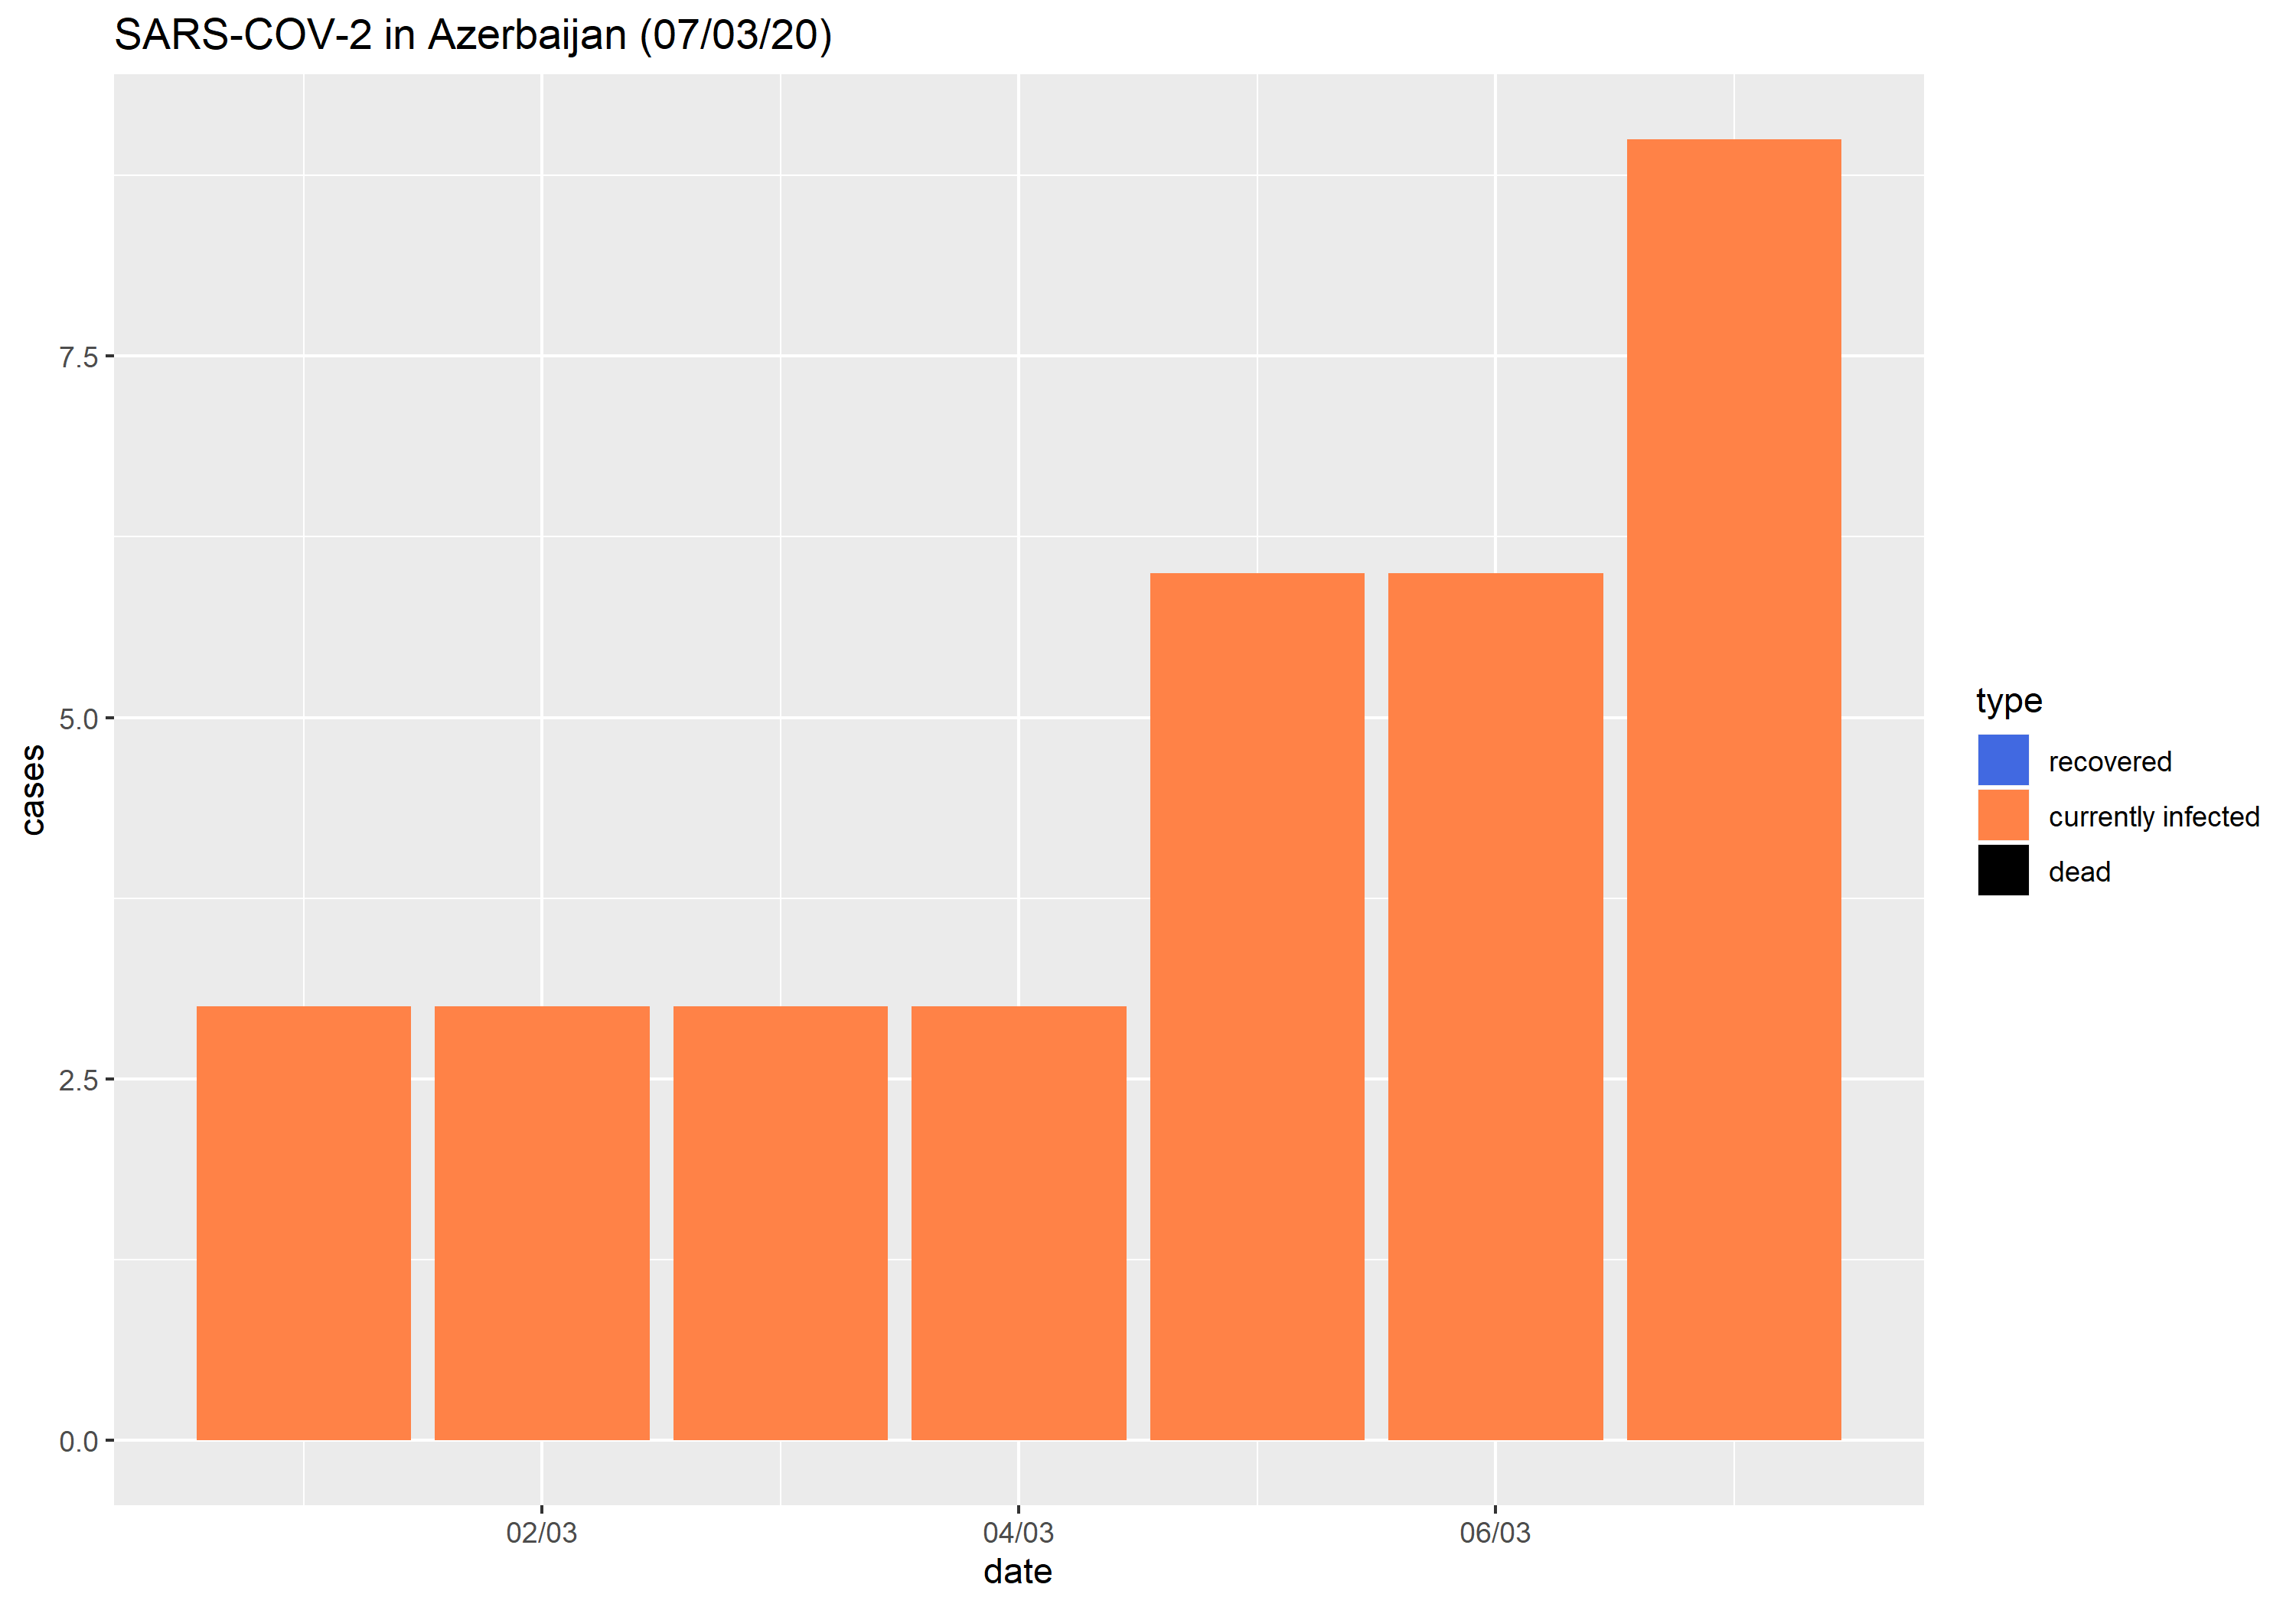 SARS-COV-2 in Azerbaijan (07/03/20)
7.5
5.0
2.5
0.0
cases
02/03
04/03
06/03
date
type
recovered
currently infected
dead